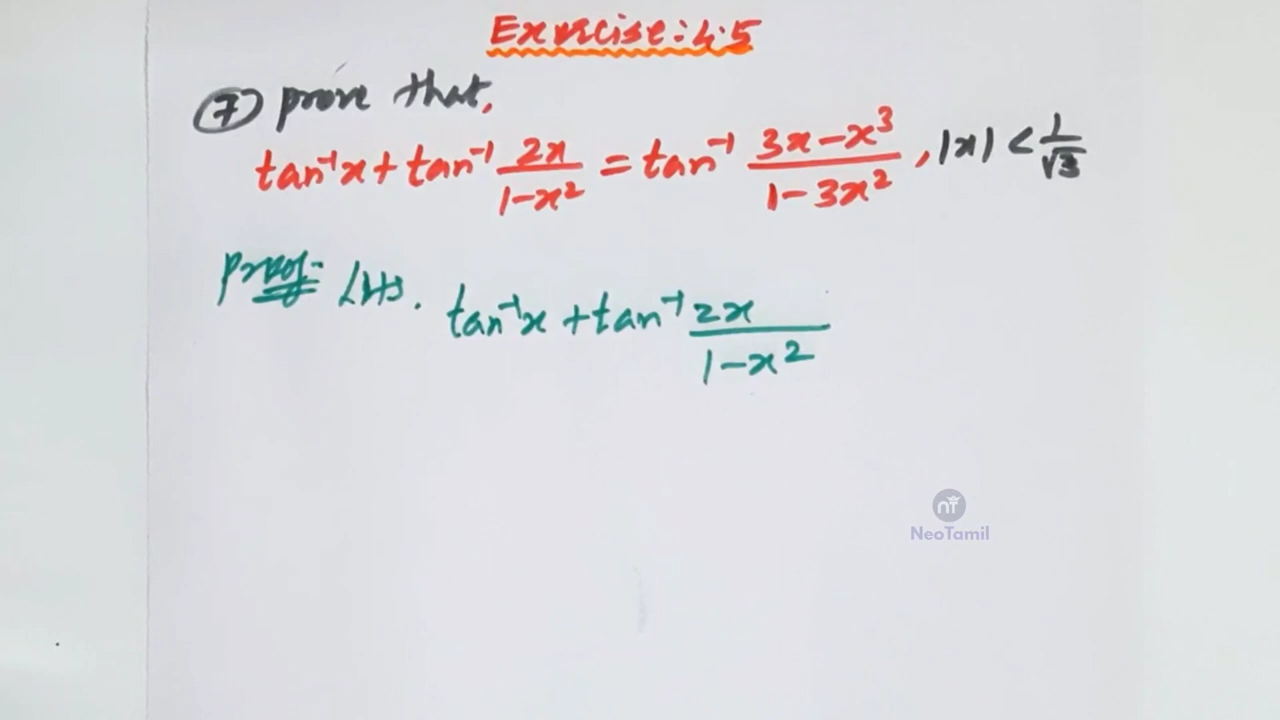 Exercise: 4.5
⑦ prove that,
tan⁻¹x + tan⁻¹ 2x/(1-x²) = tan⁻¹ (3x-x³)/(1-3x²), |x| < 1/√3
Proof:- LHS. tan⁻¹x + tan⁻¹ 2x/(1-x²)
nT
NeoTamil